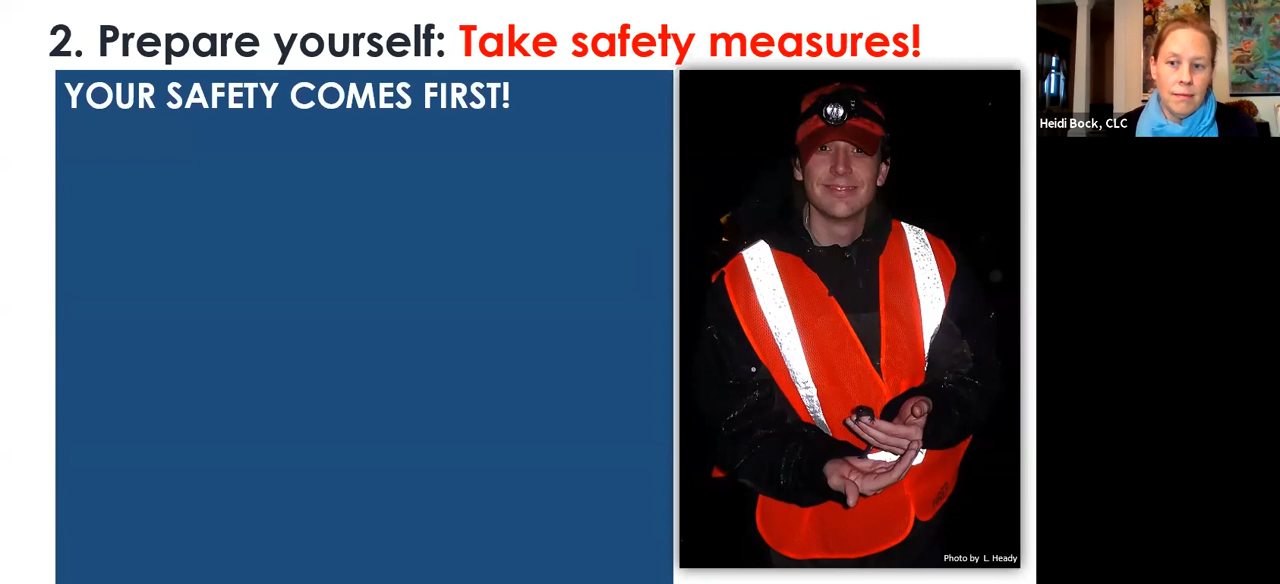 2. Prepare yourself: Take safety measures!
YOUR SAFETY COMES FIRST!
Heidi Bock, CLC
Photo by L. Heady